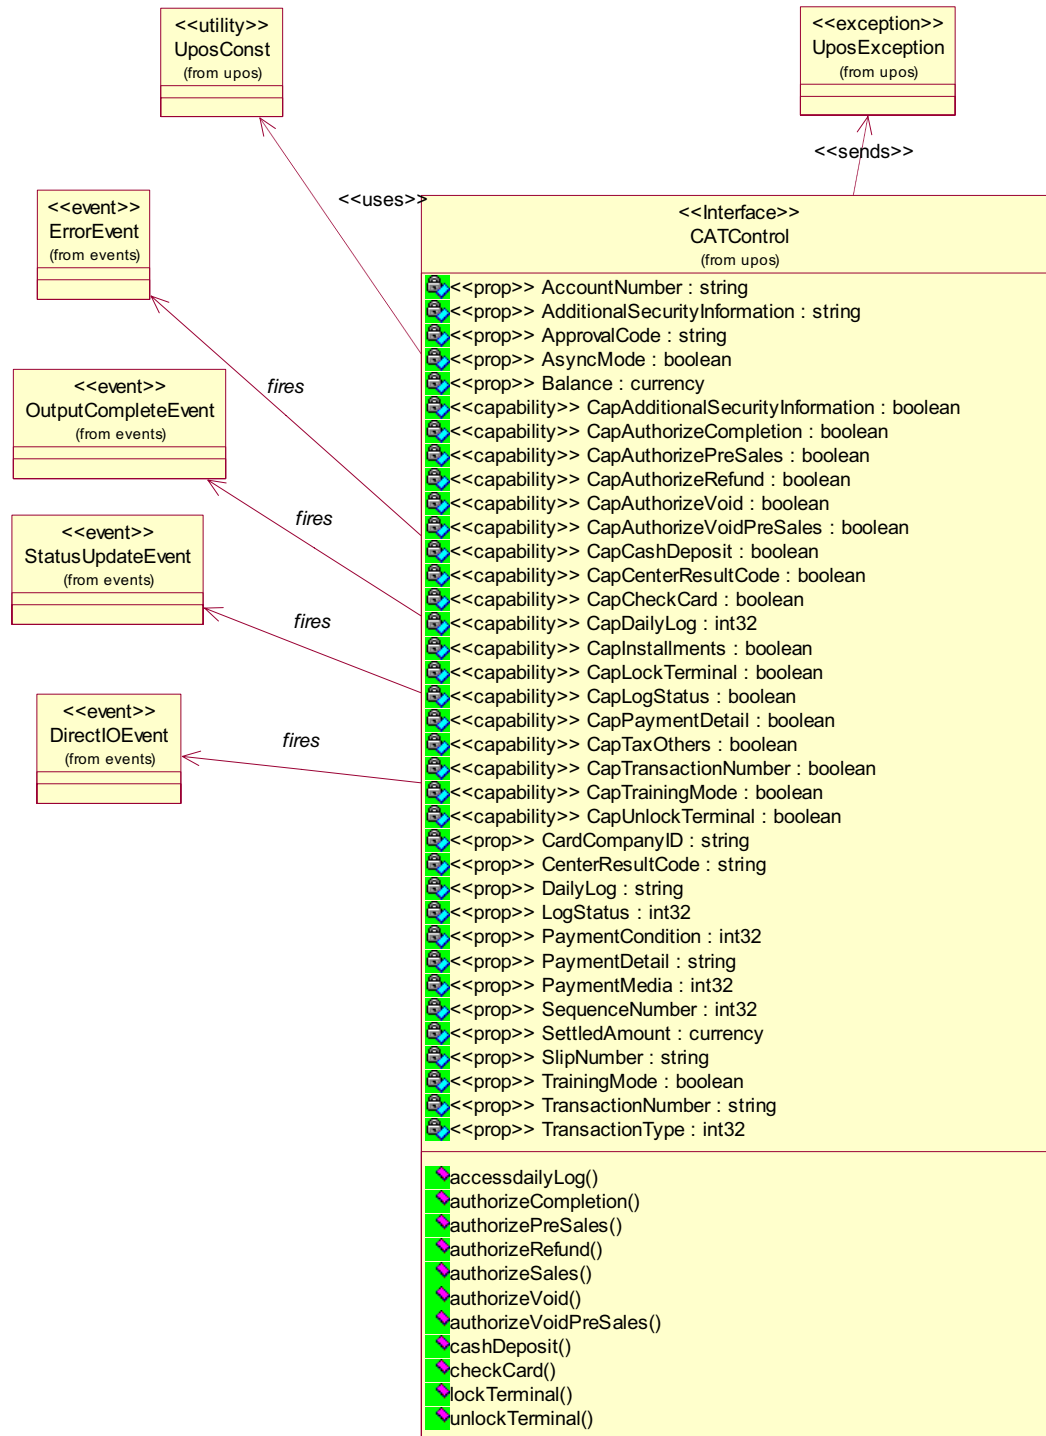 <<utility>>
UposConst
(from upos)
<<exception>>
UposException
(from upos)
<<sends>>
<<uses>>
<<event>>
ErrorEvent
(from events)
fires
<<event>>
OutputCompleteEvent
(from events)
fires
<<event>>
StatusUpdateEvent
(from events)
fires
<<event>>
DirectIOEvent
(from events)
fires
<<Interface>>
CATControl
(from upos)
<<prop>> AccountNumber : string
<<prop>> AdditionalSecurityInformation : string
<<prop>> ApprovalCode : string
<<prop>> AsyncMode : boolean
<<prop>> Balance : currency
<<capability>> CapAdditionalSecurityInformation : boolean
<<capability>> CapAuthorizeCompletion : boolean
<<capability>> CapAuthorizePreSales : boolean
<<capability>> CapAuthorizeRefund : boolean
<<capability>> CapAuthorizeVoid : boolean
<<capability>> CapAuthorizeVoidPreSales : boolean
<<capability>> CapCashDeposit : boolean
<<capability>> CapCenterResultCode : boolean
<<capability>> CapCheckCard : boolean
<<capability>> CapDailyLog : int32
<<capability>> CapInstallments : boolean
<<capability>> CapLockTerminal : boolean
<<capability>> CapLogStatus : boolean
<<capability>> CapPaymentDetail : boolean
<<capability>> CapTaxOthers : boolean
<<capability>> CapTransactionNumber : boolean
<<capability>> CapTrainingMode : boolean
<<capability>> CapUnlockTerminal : boolean
<<prop>> CardCompanyID : string
<<prop>> CenterResultCode : string
<<prop>> DailyLog : string
<<prop>> LogStatus : int32
<<prop>> PaymentCondition : int32
<<prop>> PaymentDetail : string
<<prop>> PaymentMedia : int32
<<prop>> SequenceNumber : int32
<<prop>> SettledAmount : currency
<<prop>> SlipNumber : string
<<prop>> TrainingMode : boolean
<<prop>> TransactionNumber : string
<<prop>> TransactionType : int32
accessdailyLog()
authorizeCompletion()
authorizePreSales()
authorizeRefund()
authorizeSales()
authorizeVoid()
authorizeVoidPreSales()
cashDeposit()
checkCard()
lockTerminal()
unlockTerminal()